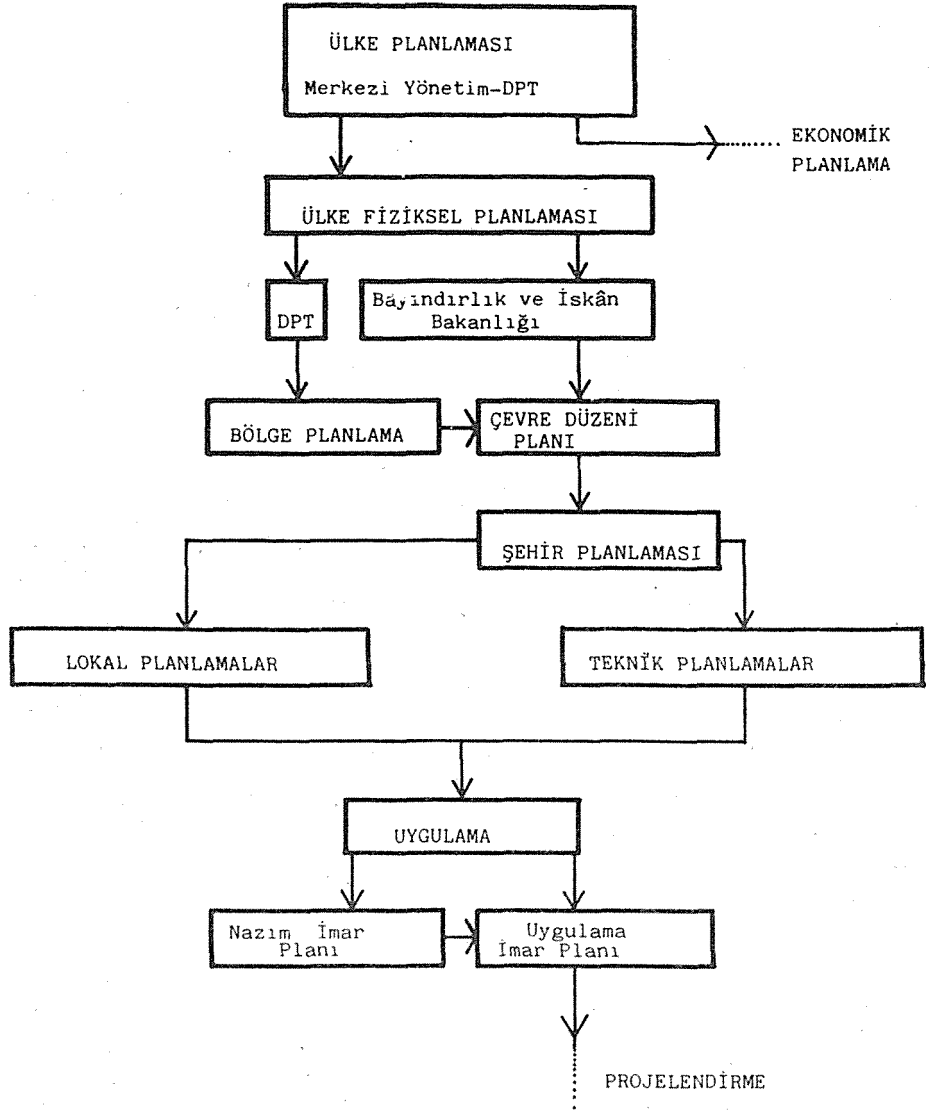 ÜLKE PLANLAMASI
Merkezi Yönetim-DPT
EKONOMİK
PLANLAMA
ÜLKE FİZİKSEL PLANLAMASI
DPT
Bayındırlık ve İskân
Bakanlığı
BÖLGE PLANLAMA
ÇEVRE DÜZENİ
PLANI
ŞEHİR PLANLAMASI
LOKAL PLANLAMALAR
TEKNİK PLANLAMALAR
UYGULAMA
Nazım İmar
Planı
Uygulama
İmar Planı
PROJELENDİRME